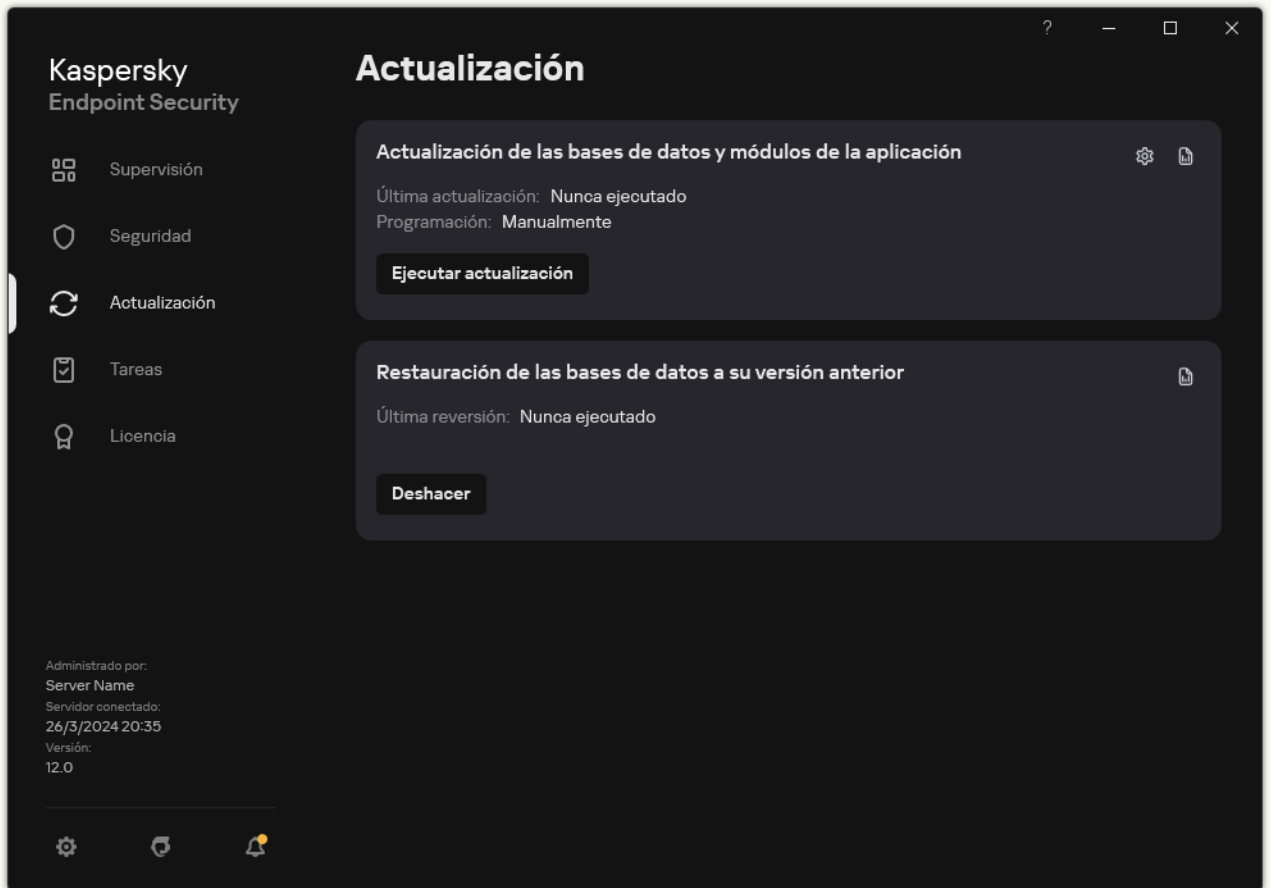 ?
Kaspersky
Endpoint Security
Supervisión
Seguridad
Actualización
Tareas
Licencia
Administrado por:
Server Name
Servidor conectado:
26/3/2024 20:35
Versión:
12.0
Actualización
Actualización de las bases de datos y módulos de la aplicación
Última actualización: Nunca ejecutado
Programación: Manualmente
Ejecutar actualización
Restauración de las bases de datos a su versión anterior
Última reversión: Nunca ejecutado
Deshacer